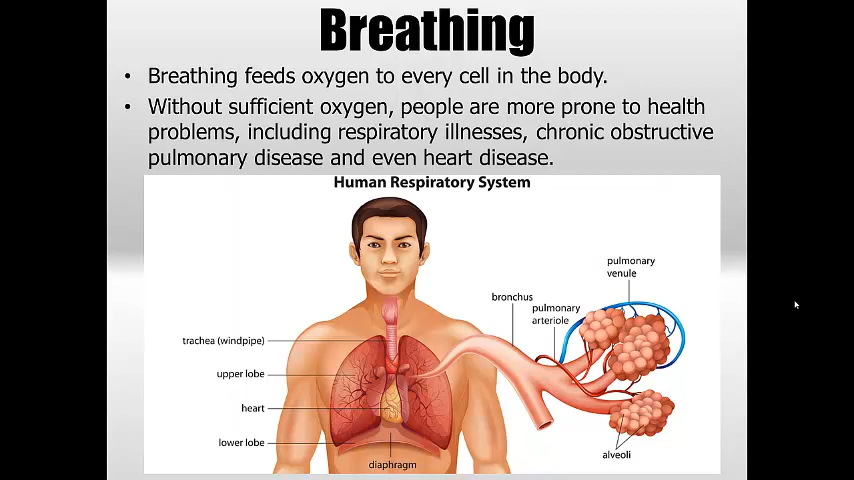 Breathing
• Breathing feeds oxygen to every cell in the body.
• Without sufficient oxygen, people are more prone to health
problems, including respiratory illnesses, chronic obstructive
pulmonary disease and even heart disease.
Human Respiratory System
pulmonary
venule
bronchus
pulmonary
arteriole
trachea (windpipe)
upper lobe
heart
lower lobe
diaphragm
alveoli